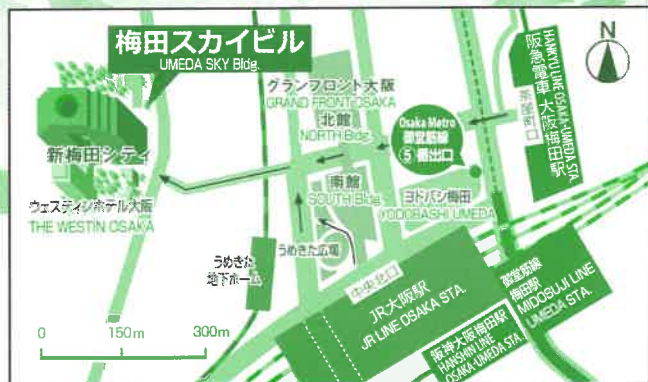 梅田スカイビル
UMEDA SKY Bldg.
N
HANKYU LINE OSAKA-UMEDA STA.
阪急電車 大阪梅田駅
グランフロント大阪
GRAND FRONT OSAKA
北館
NORTH Bldg.
Osaka Metro
御堂筋線
⑤番出口
茶屋町口
新梅田シティ
南館
SOUTH Bldg.
ヨドバシ梅田
YODOBASHI UMEDA
ウェスティンホテル大阪
THE WESTIN OSAKA
うめきた
地下ホーム
うめきた広場
中央北口
JR大阪駅
JR LINE OSAKA STA.
御堂筋線
梅田駅
MIDOSUJI LINE
UMEDA STA.
阪神大阪梅田駅
HANSHIN LINE
OSAKA-UMEDA STA.
0 150m 300m